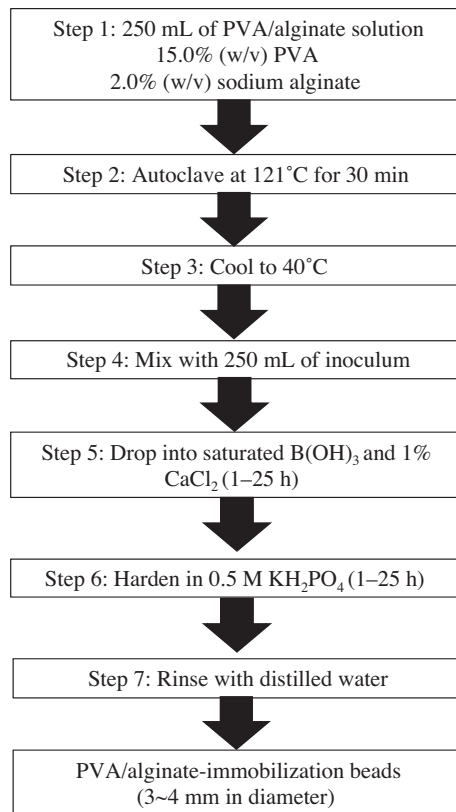 Step 1: 250 mL of PVA/alginate solution
15.0% (w/v) PVA
2.0% (w/v) sodium alginate
Step 2: Autoclave at 121˚C for 30 min
Step 3: Cool to 40˚C
Step 4: Mix with 250 mL of inoculum
Step 5: Drop into saturated B(OH)₃ and 1%
CaCl₂ (1–25 h)
Step 6: Harden in 0.5 M KH₂PO₄ (1–25 h)
Step 7: Rinse with distilled water
PVA/alginate-immobilization beads
(3~4 mm in diameter)